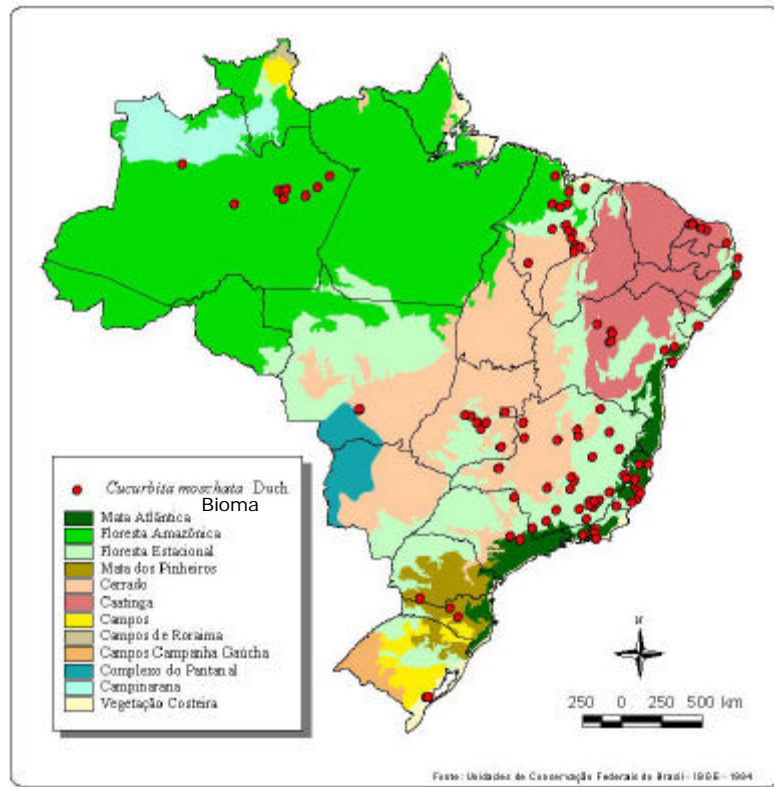 Cucurbita moschata Duch.
Bioma
Mata Atlântica
Floresta Amazônica
Floresta Estacional
Mata dos Pinheiros
Cerrado
Caatinga
Campos
Campos de Roraima
Campos Campanha Gaúcha
Complexo do Pantanal
Campinarana
Vegetação Costeira
N
250 0 250 500 km
Fonte: Unidades de Conservação Federais do Brasil - 1995 - 1994